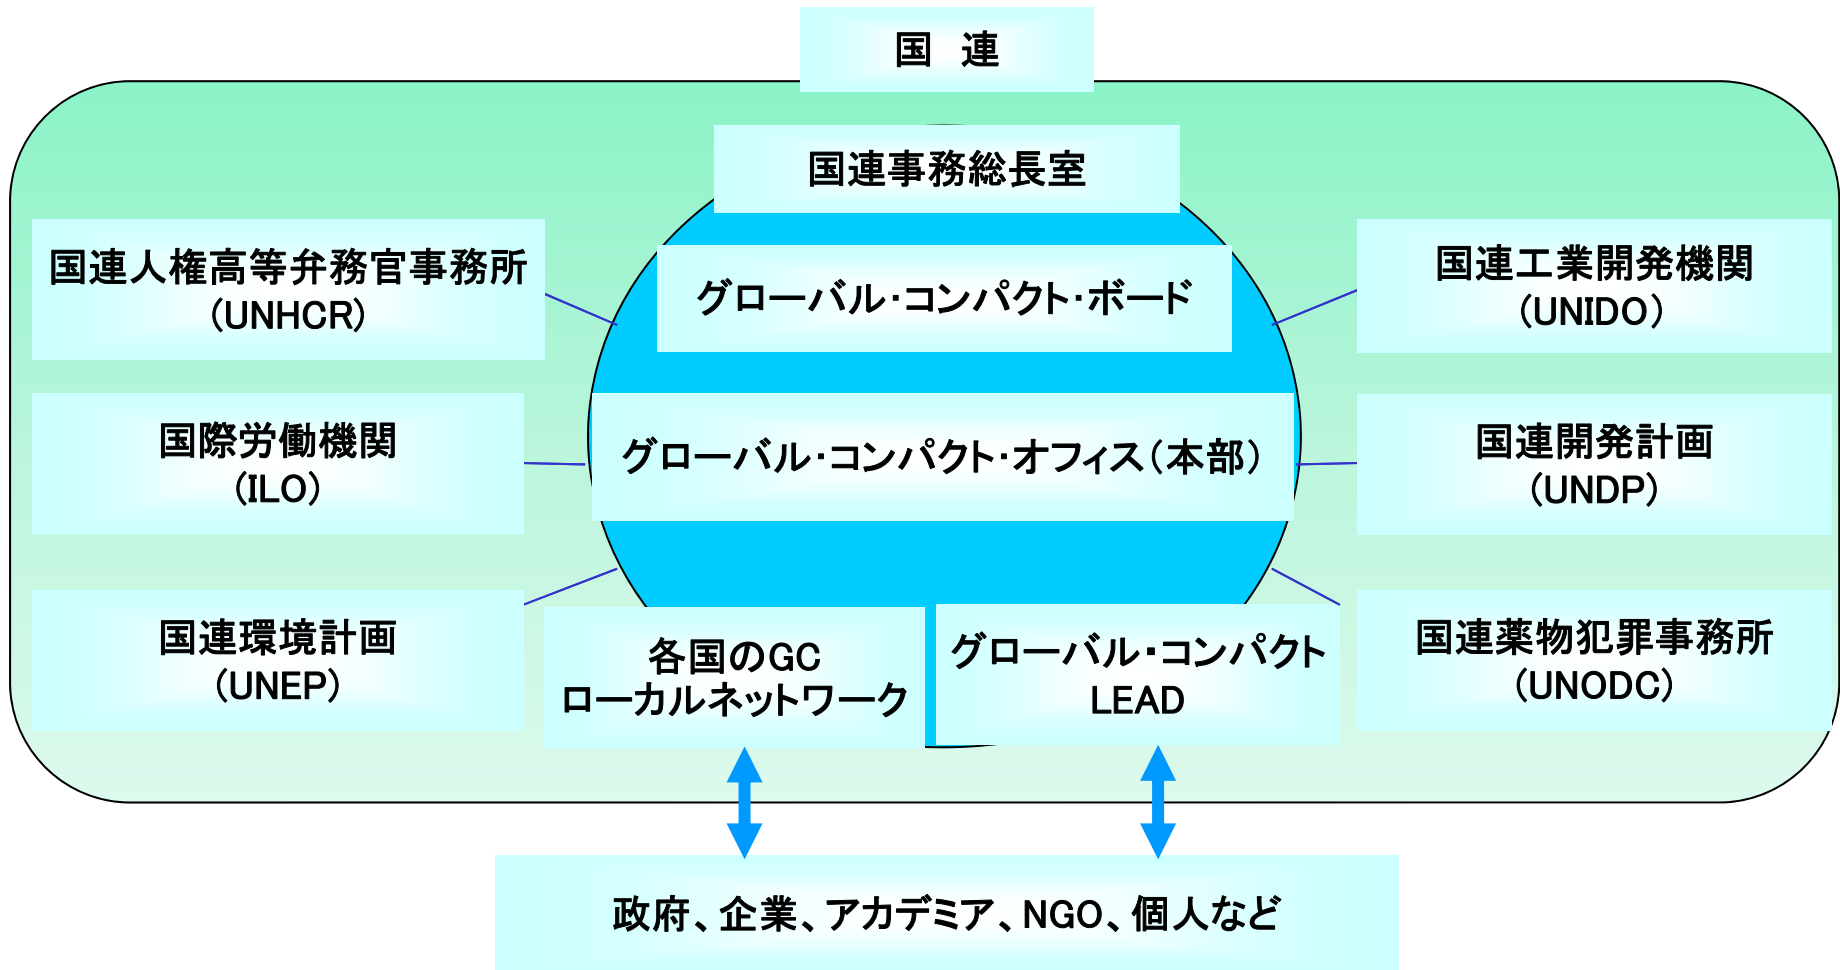 国　連
国連事務総長室
国連人権高等弁務官事務所
(UNHCR)
グローバル・コンパクト・ボード
国連工業開発機関
(UNIDO)
国際労働機関
(ILO)
グローバル・コンパクト・オフィス（本部）
国連開発計画
(UNDP)
国連環境計画
(UNEP)
各国のGC
ローカルネットワーク
グローバル・コンパクト
LEAD
国連薬物犯罪事務所
(UNODC)
政府、企業、アカデミア、NGO、個人など